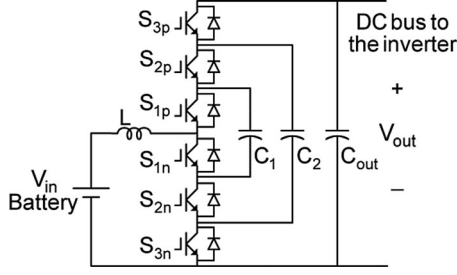 S3p
DC bus to
the inverter
S2p
+
S1p
L
Vout
S1n
C1
C2
Cout
Vin
Battery
S2n
−
S3n